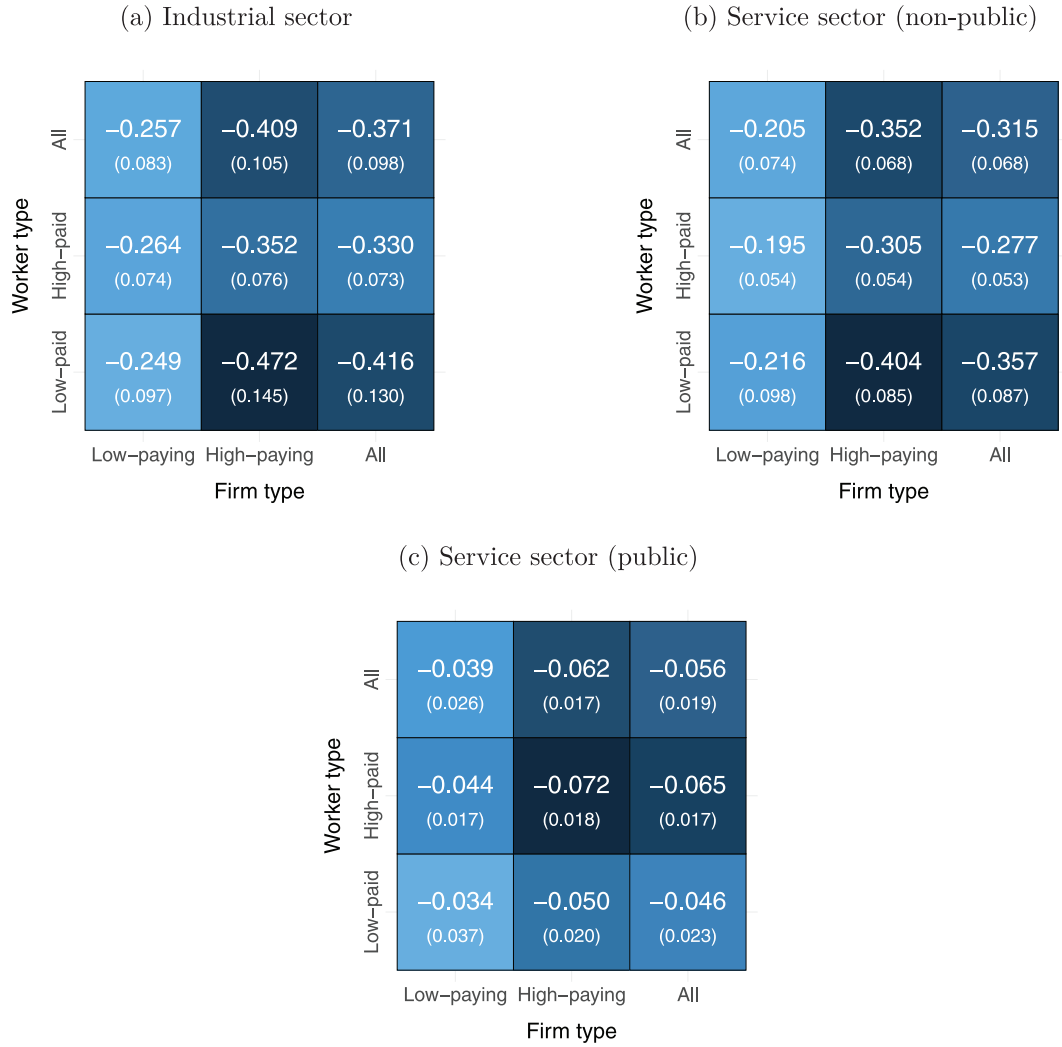 (a) Industrial sector
Worker type
All
−0.257 −0.409 −0.371
(0.083) (0.105) (0.098)
High−paid
−0.264 −0.352 −0.330
(0.074) (0.076) (0.073)
Low−paid
−0.249 −0.472 −0.416
(0.097) (0.145) (0.130)
Low−paying High−paying All
Firm type
(b) Service sector (non-public)
Worker type
All
−0.205 −0.352 −0.315
(0.074) (0.068) (0.068)
High−paid
−0.195 −0.305 −0.277
(0.054) (0.054) (0.053)
Low−paid
−0.216 −0.404 −0.357
(0.098) (0.085) (0.087)
Low−paying High−paying All
Firm type
(c) Service sector (public)
Worker type
All
−0.039 −0.062 −0.056
(0.026) (0.017) (0.019)
High−paid
−0.044 −0.072 −0.065
(0.017) (0.018) (0.017)
Low−paid
−0.034 −0.050 −0.046
(0.037) (0.020) (0.023)
Low−paying High−paying All
Firm type